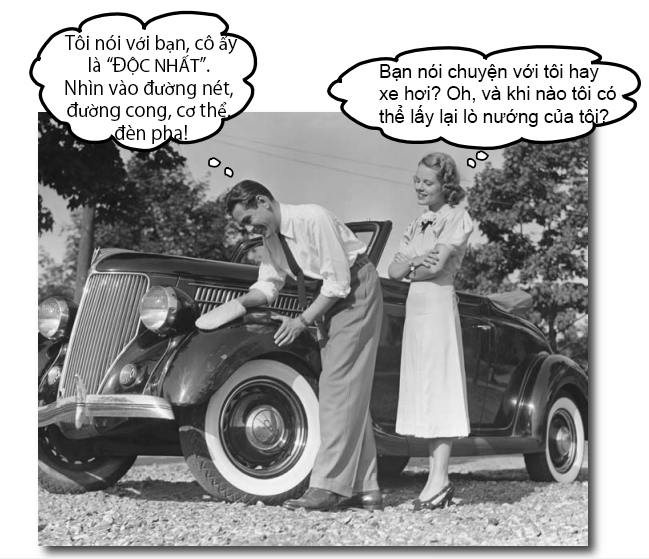 Tôi nói với bạn, cô ấy
là “ĐỘC NHẤT”.
Nhìn vào đường nét,
đường cong, cơ thể,
đèn pha!
Bạn nói chuyện với tôi hay
xe hơi? Oh, và khi nào tôi có
thể lấy lại lò nướng của tôi?